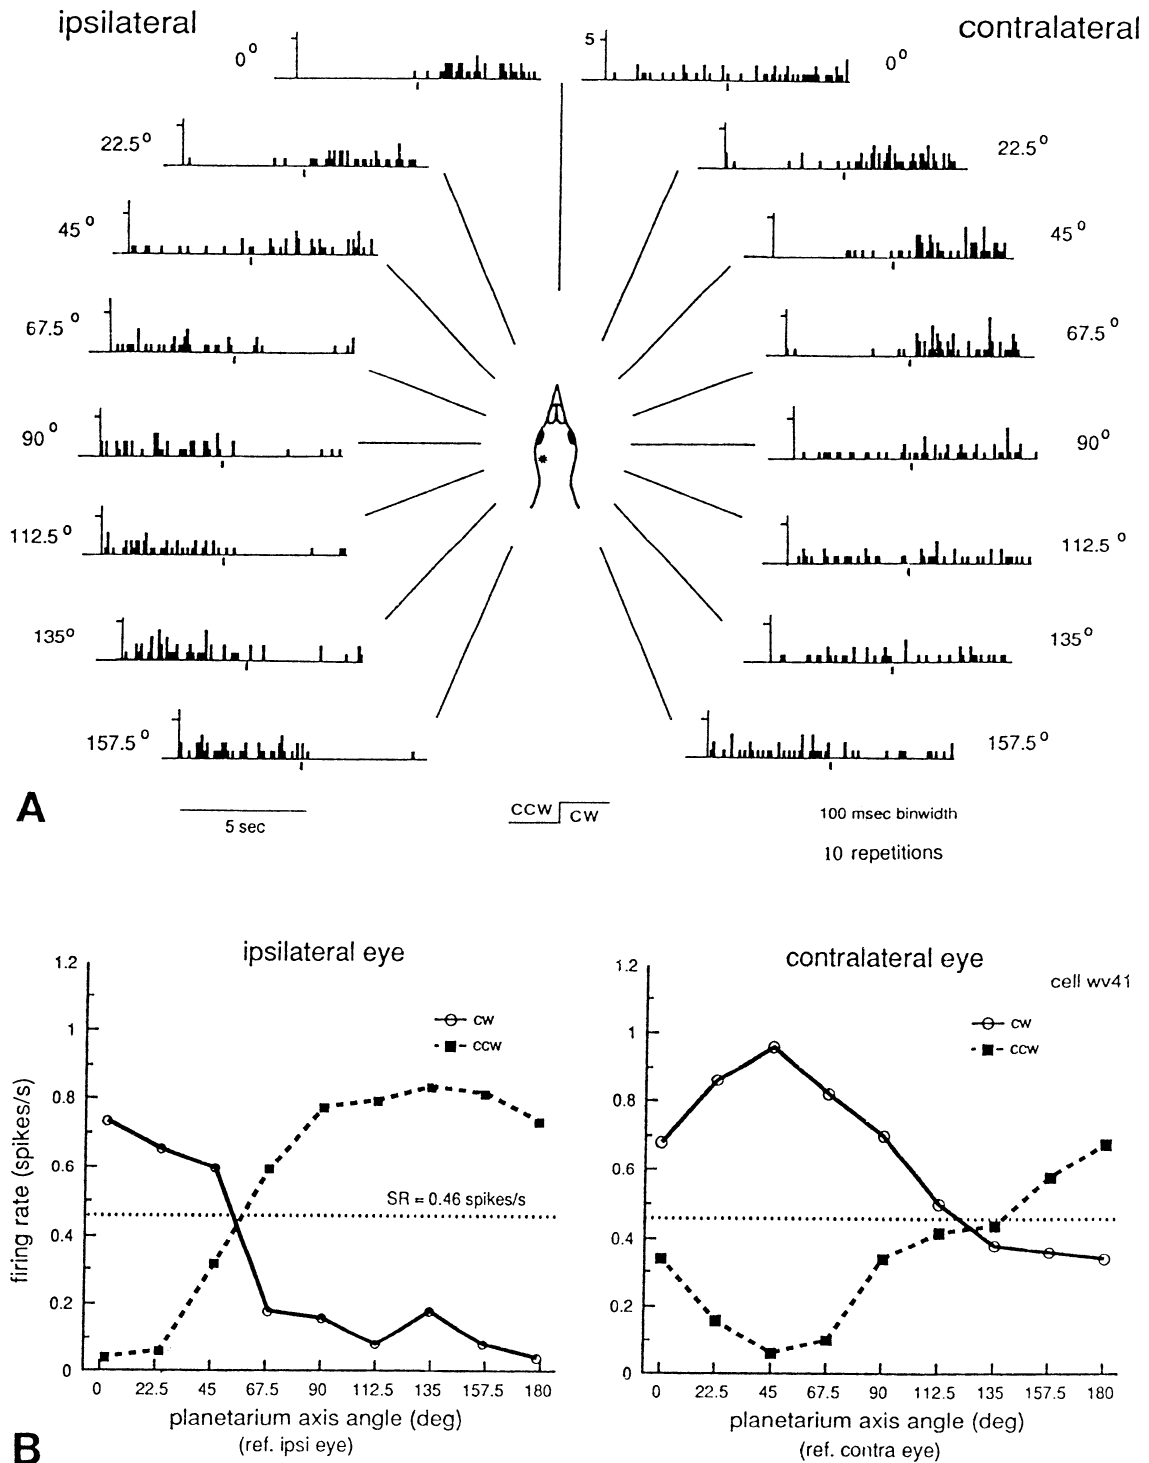 ipsilateral
contralateral
0°
5
0°
22.5°
22.5°
45°
45°
67.5°
67.5°
90°
90°
112.5°
112.5°
135°
135°
157.5°
157.5°
A
5 sec
CCW
CW
100 msec binwidth
10 repetitions
ipsilateral eye
contralateral eye
cell wv41
1.2
1
0.8
0.6
0.4
0.2
0
firing rate (spikes/s)
CW
CCW
SR = 0.46 spikes/s
0 22.5 45 67.5 90 112.5 135 157.5 180
planetarium axis angle (deg)
(ref. ipsi eye)
1.2
1
0.8
0.6
0.4
0.2
0
CW
CCW
0 22.5 45 67.5 90 112.5 135 157.5 180
planetarium axis angle (deg)
(ref. contra eye)
B